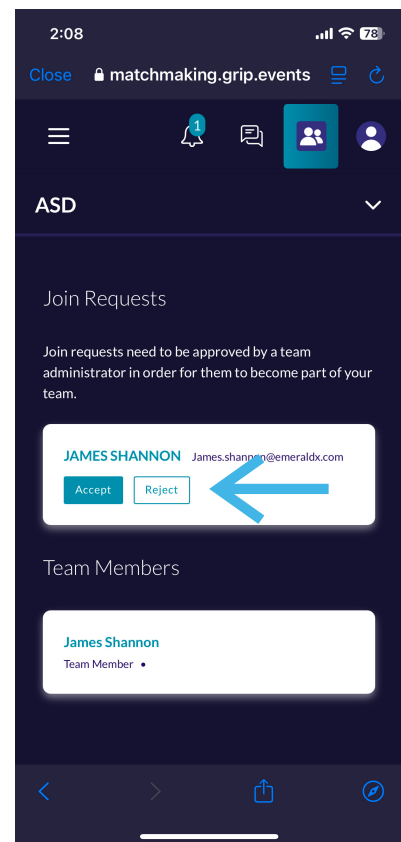 2:08
78
Close matchmaking.grip.events
1
ASD
Join Requests
Join requests need to be approved by a team
administrator in order for them to become part of your
team.
JAMES SHANNON James.shannon@emeraldx.com
Accept Reject
Team Members
James Shannon
Team Member •